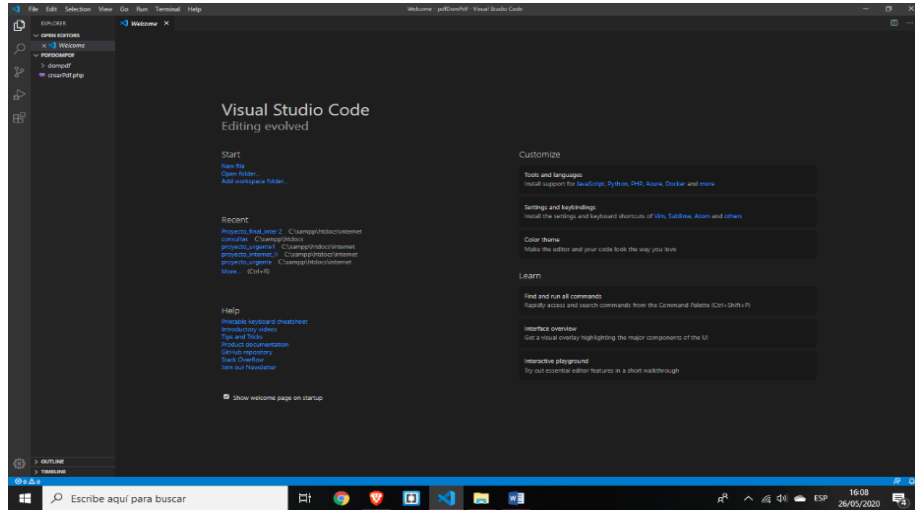 File Edit Selection View Go Run Terminal Help
Welcome - pdfDomPdf - Visual Studio Code
EXPLORER
Welcome
OPEN EDITORS
Welcome
PDFDOMPDF
dompdf
crearPdf.php
Visual Studio Code
Editing evolved
Start
New file
Open folder...
Add workspace folder...
Recent
Proyecto_final_inter 2 C:\xampp\htdocs\internet
consultas C:\xampp\htdocs
proyecto_urgente1 C:\xampp\htdocs\internet
proyecto_internet_II C:\xampp\htdocs\internet
proyecto_urgente C:\xampp\htdocs\internet
More... (Ctrl+R)
Help
Printable keyboard cheatsheet
Introductory videos
Tips and Tricks
Product documentation
GitHub repository
Stack Overflow
Join our Newsletter
Show welcome page on startup
Customize
Tools and languages
Install support for JavaScript, Python, PHP, Azure, Docker and more
Settings and keybindings
Install the settings and keyboard shortcuts of Vim, Sublime, Atom and others
Color theme
Make the editor and your code look the way you love
Learn
Find and run all commands
Rapidly access and search commands from the Command Palette (Ctrl+Shift+P)
Interface overview
Get a visual overlay highlighting the major components of the UI
Interactive playground
Try out essential editor features in a short walkthrough
OUTLINE
TIMELINE
0 0
Escribe aquí para buscar
ESP
16:08
26/05/2020
4